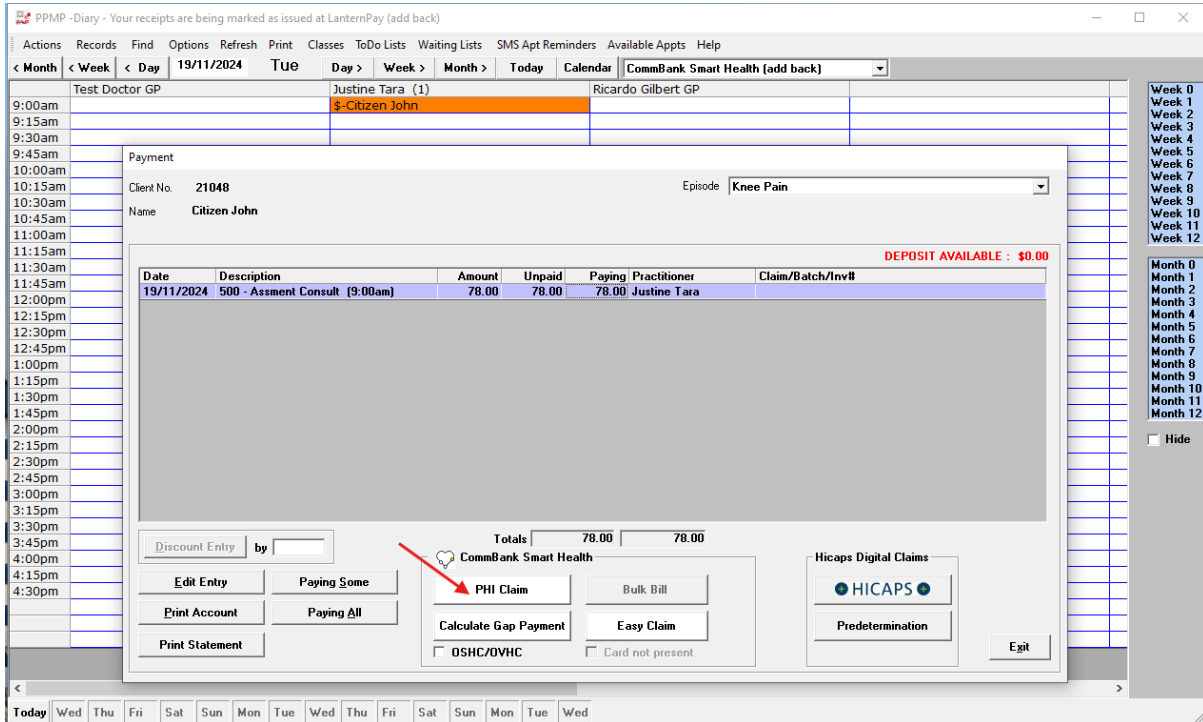 PPMP -Diary - Your receipts are being marked as issued at LanternPay (add back)
Actions Records Find Options Refresh Print Classes ToDo Lists Waiting Lists SMS Apt Reminders Available Appts Help
< Month < Week < Day 19/11/2024 Tue Day > Week > Month > Today Calendar CommBank Smart Health (add back)
Test Doctor GP Justine Tara (1) Ricardo Gilbert GP
9:00am $-Citizen John
9:15am
9:30am
9:45am
10:00am
10:15am
10:30am
10:45am
11:00am
11:15am
11:30am
11:45am
12:00pm
12:15pm
12:30pm
12:45pm
1:00pm
1:15pm
1:30pm
1:45pm
2:00pm
2:15pm
2:30pm
2:45pm
3:00pm
3:15pm
3:30pm
3:45pm
4:00pm
4:15pm
4:30pm
Payment
Client No. 21048 Episode Knee Pain
Name Citizen John
DEPOSIT AVAILABLE : $0.00
Date Description Amount Unpaid Paying Practitioner Claim/Batch/Inv#
19/11/2024 500 - Assment Consult (9:00am) 78.00 78.00 78.00 Justine Tara
Totals 78.00 78.00
Discount Entry by
Edit Entry Paying Some
Print Account Paying All
Print Statement
CommBank Smart Health
PHI Claim Bulk Bill
Calculate Gap Payment Easy Claim
OSHC/OVHC Card not present
Hicaps Digital Claims
HICAPS
Predetermination
Exit
Week 0
Week 1
Week 2
Week 3
Week 4
Week 5
Week 6
Week 7
Week 8
Week 9
Week 10
Week 11
Week 12
Month 0
Month 1
Month 2
Month 3
Month 4
Month 5
Month 6
Month 7
Month 8
Month 9
Month 10
Month 11
Month 12
Hide
Today Wed Thu Fri Sat Sun Mon Tue Wed Thu Fri Sat Sun Mon Tue Wed